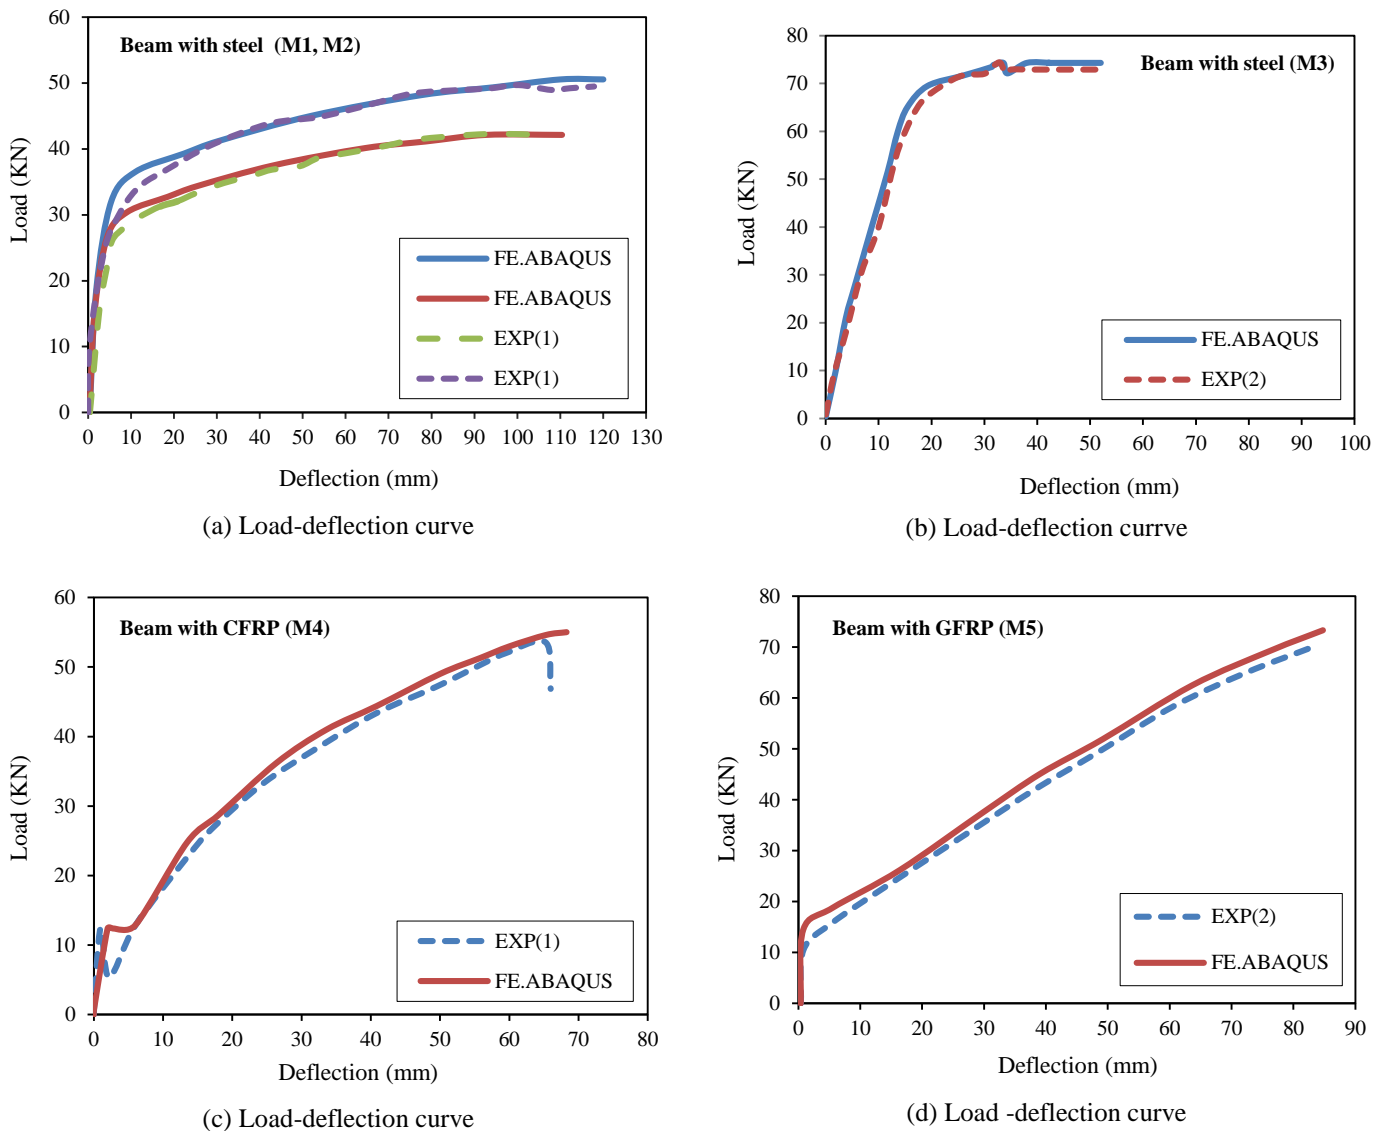 Beam with steel (M1, M2)
Load (KN)
60
50
40
30
20
10
0
0 10 20 30 40 50 60 70 80 90 100 110 120 130
FE.ABAQUS
FE.ABAQUS
EXP(1)
EXP(1)
Deflection (mm)
(a) Load-deflection curve
Beam with steel (M3)
Load (KN)
80
70
60
50
40
30
20
10
0
0 10 20 30 40 50 60 70 80 90 100
FE.ABAQUS
EXP(2)
Deflection (mm)
(b) Load-deflection currve
Beam with CFRP (M4)
Load (KN)
60
50
40
30
20
10
0
0 10 20 30 40 50 60 70 80
EXP(1)
FE.ABAQUS
Deflection (mm)
(c) Load-deflection curve
Beam with GFRP (M5)
Load (KN)
80
70
60
50
40
30
20
10
0
0 10 20 30 40 50 60 70 80 90
EXP(2)
FE.ABAQUS
Deflection (mm)
(d) Load -deflection curve